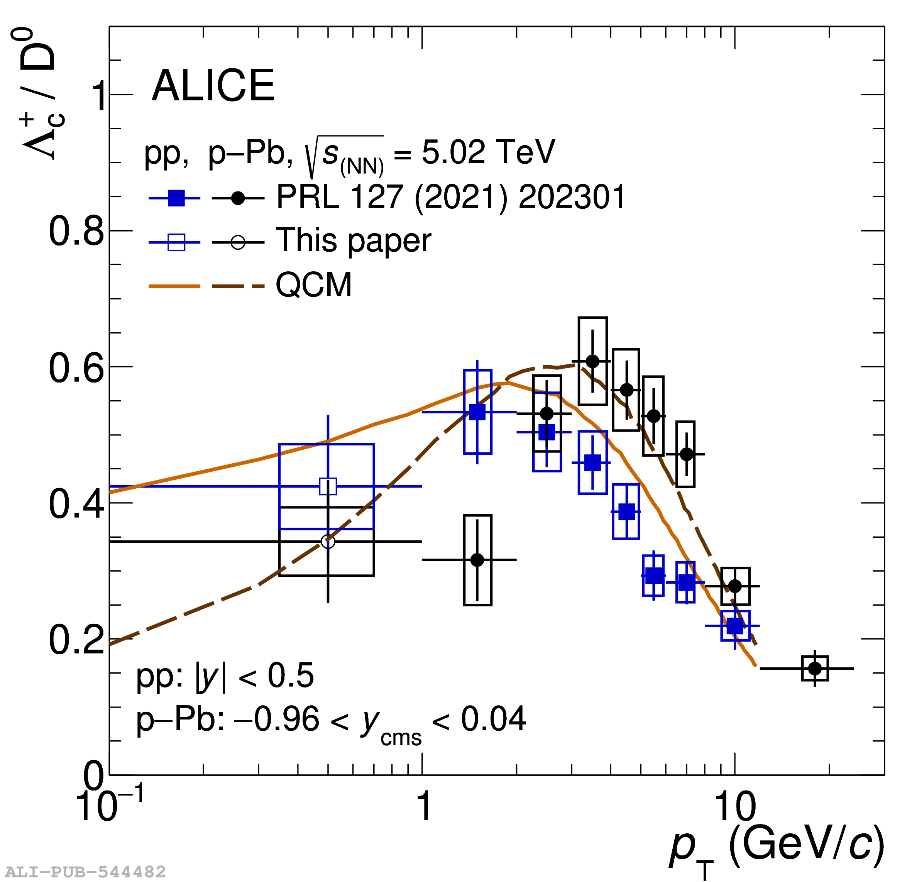 Λc+ / D0
ALICE
pp, p–Pb, √s(NN) = 5.02 TeV
PRL 127 (2021) 202301
This paper
QCM
1
0.8
0.6
0.4
0.2
0
pp: |y| < 0.5
p–Pb: –0.96 < ycms < 0.04
10−1 1 10
pT (GeV/c)
ALI-PUB-544482